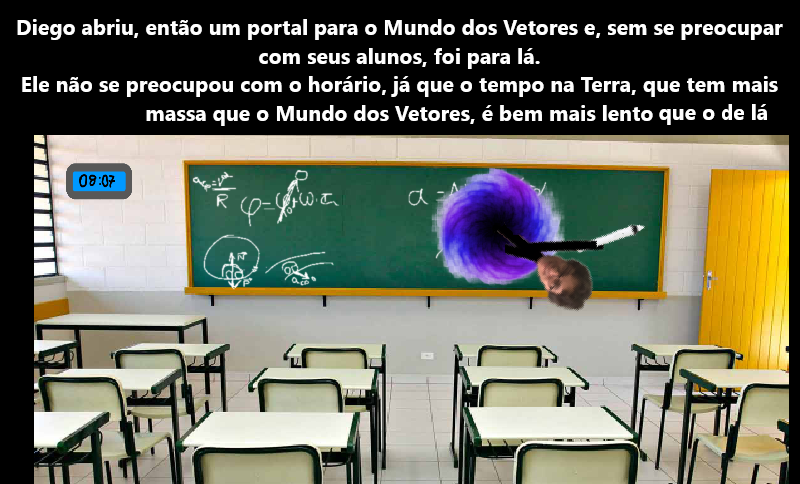 Diego abriu, então um portal para o Mundo dos Vetores e, sem se preocupar
com seus alunos, foi para lá.
Ele não se preocupou com o horário, já que o tempo na Terra, que tem mais
massa que o Mundo dos Vetores, é bem mais lento que o de lá
08:07
R
a =